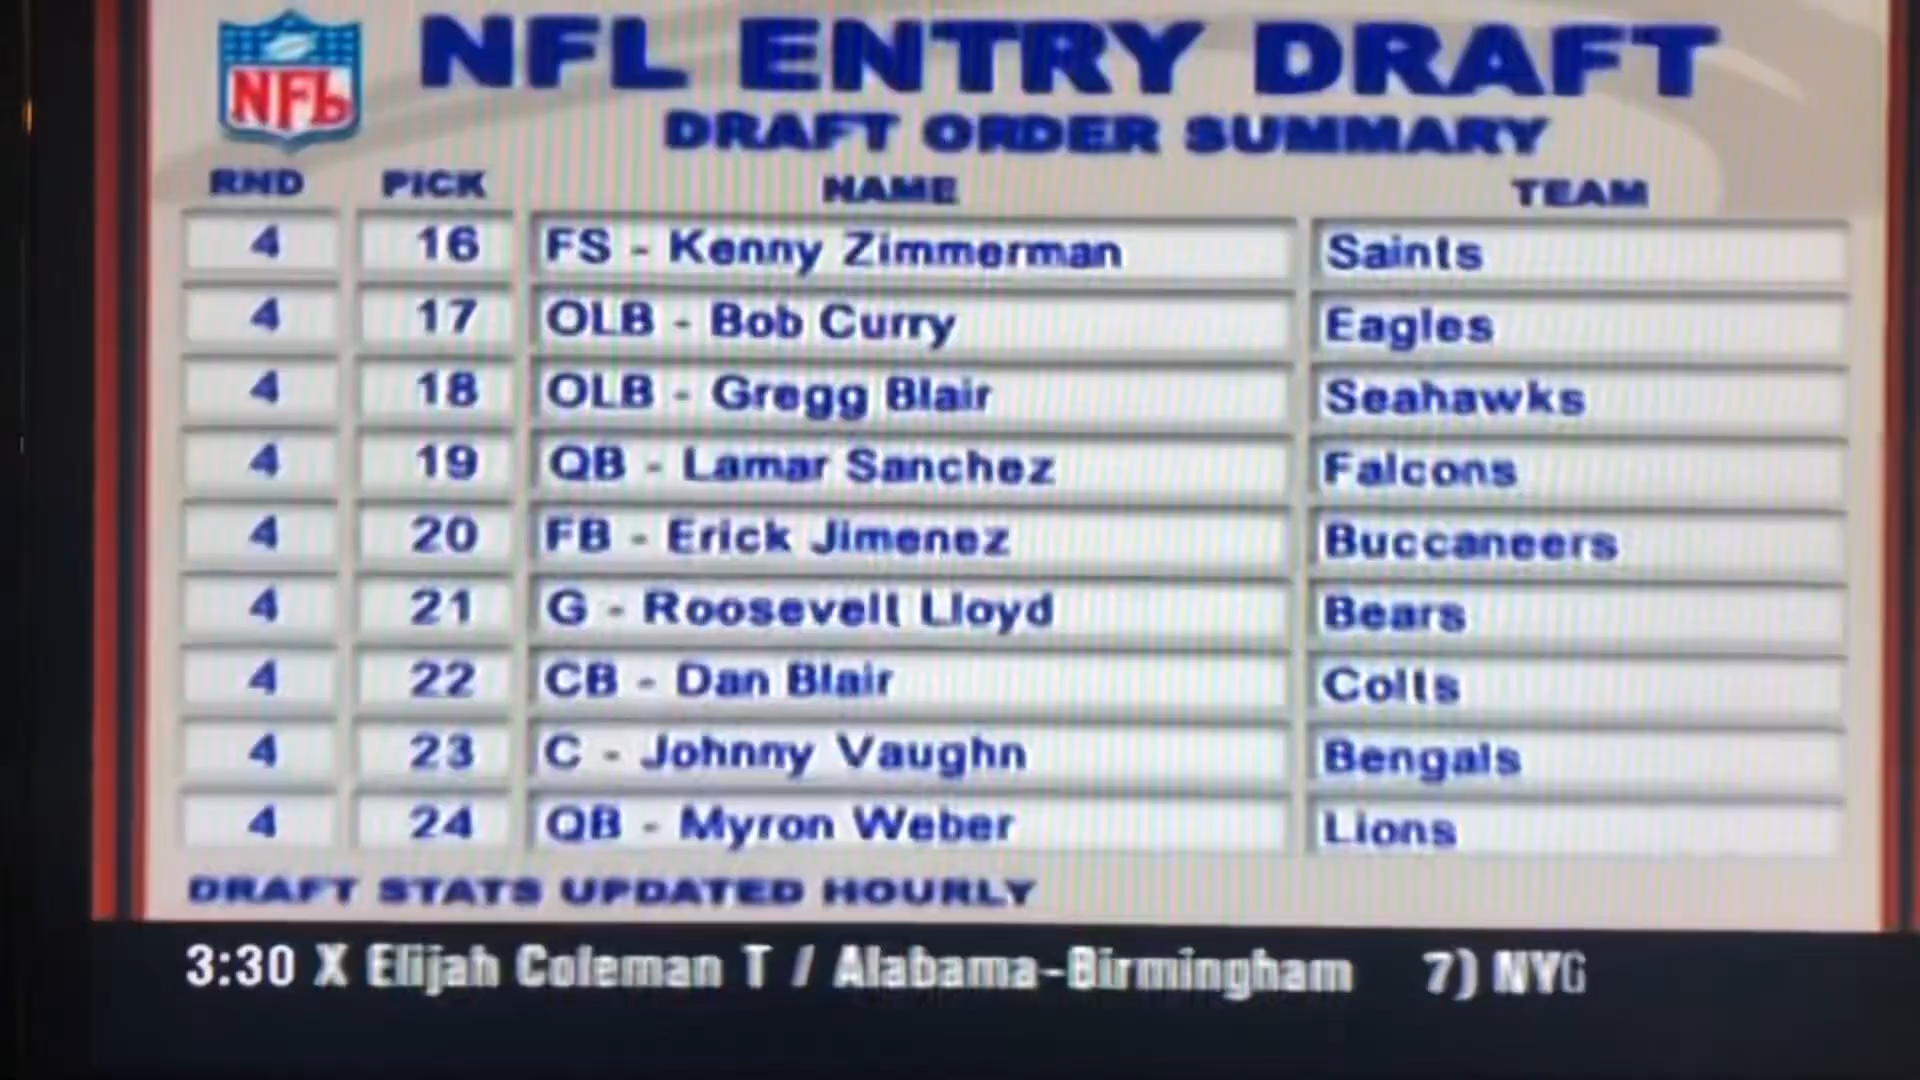 NFL
NFL ENTRY DRAFT
DRAFT ORDER SUMMARY
RND PICK NAME TEAM
4 16 FS - Kenny Zimmerman Saints
4 17 OLB - Bob Curry Eagles
4 18 OLB - Gregg Blair Seahawks
4 19 QB - Lamar Sanchez Falcons
4 20 FB - Erick Jimenez Buccaneers
4 21 G - Roosevelt Lloyd Bears
4 22 CB - Dan Blair Colts
4 23 C - Johnny Vaughn Bengals
4 24 QB - Myron Weber Lions
DRAFT STATS UPDATED HOURLY
3:30 X Elijah Coleman T / Alabama-Birmingham 7) NYG